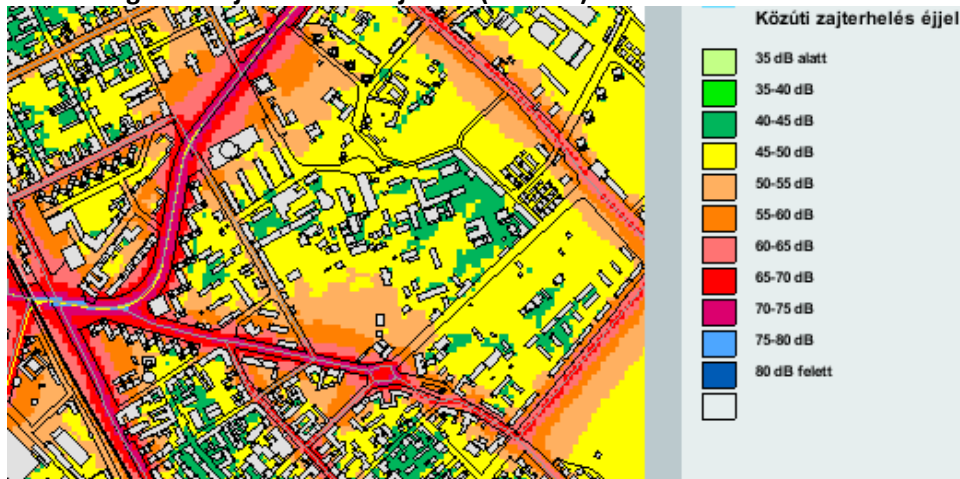 Közúti zajterhelés éjjel
35 dB alatt
35-40 dB
40-45 dB
45-50 dB
50-55 dB
55-60 dB
60-65 dB
65-70 dB
70-75 dB
75-80 dB
80 dB felett